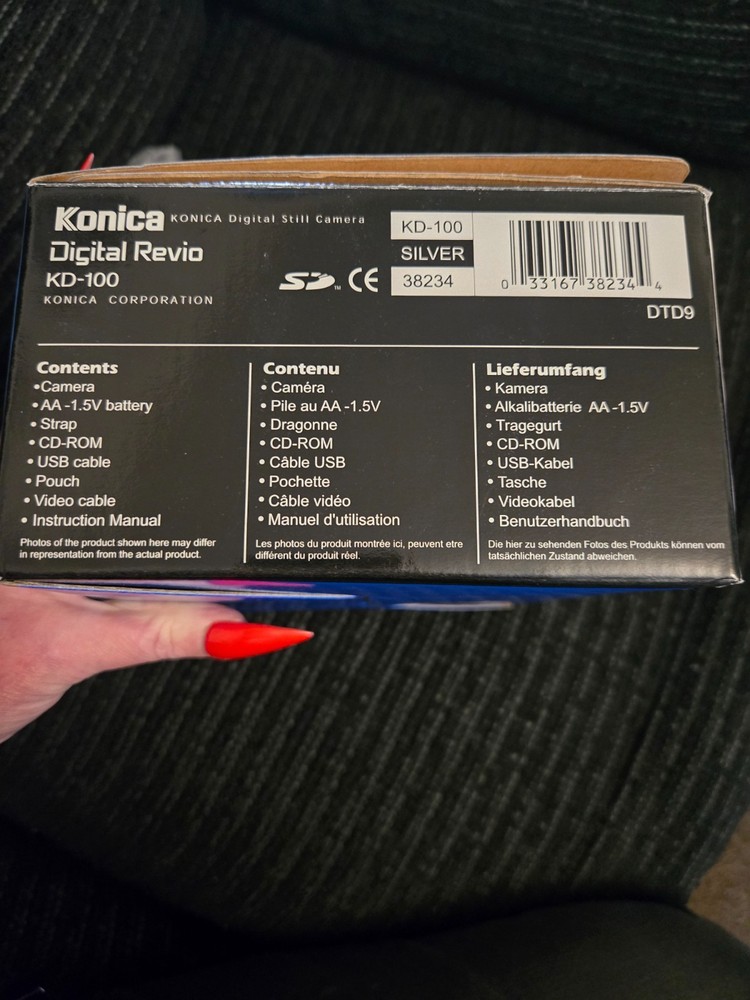 Konica KONICA Digital Still Camera
Digital Revio
KD-100
KONICA CORPORATION
SD™ CE
KD-100
SILVER
38234
0 33167 38234 4
DTD9
Contents
•Camera
• AA -1.5V battery
• Strap
• CD-ROM
• USB cable
• Pouch
• Video cable
• Instruction Manual
Photos of the product shown here may differ
in representation from the actual product.
Contenu
• Caméra
• Pile au AA -1.5V
• Dragonne
• CD-ROM
• Câble USB
• Pochette
• Câble vidéo
• Manuel d'utilisation
Les photos du produit montrée ici, peuvent etre
différent du produit réel.
Lieferumfang
• Kamera
• Alkalibatterie AA -1.5V
• Tragegurt
• CD-ROM
• USB-Kabel
• Tasche
• Videokabel
• Benutzerhandbuch
Die hier zu sehenden Fotos des Produkts können vom
tatsächlichen Zustand abweichen.